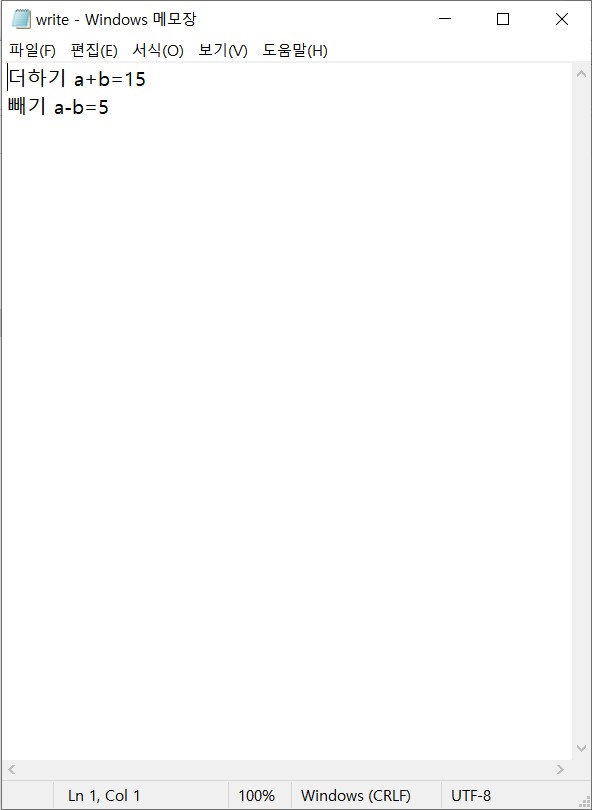 write - Windows 메모장
파일(F) 편집(E) 서식(O) 보기(V) 도움말(H)
더하기 a+b=15
빼기 a-b=5
Ln 1, Col 1 100% Windows (CRLF) UTF-8